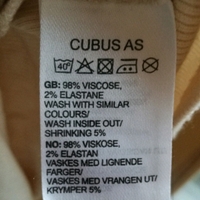 CUBUS AS
40°
GB: 98% VISCOSE,
2% ELASTANE
WASH WITH SIMILAR
COLOURS/
WASH INSIDE OUT/
SHRINKING 5%
NO: 98% VISKOSE,
2% ELASTAN
VASKES MED LIGNENDE
FARGER/
VASKES MED VRANGEN UT/
KRYMPER 5%